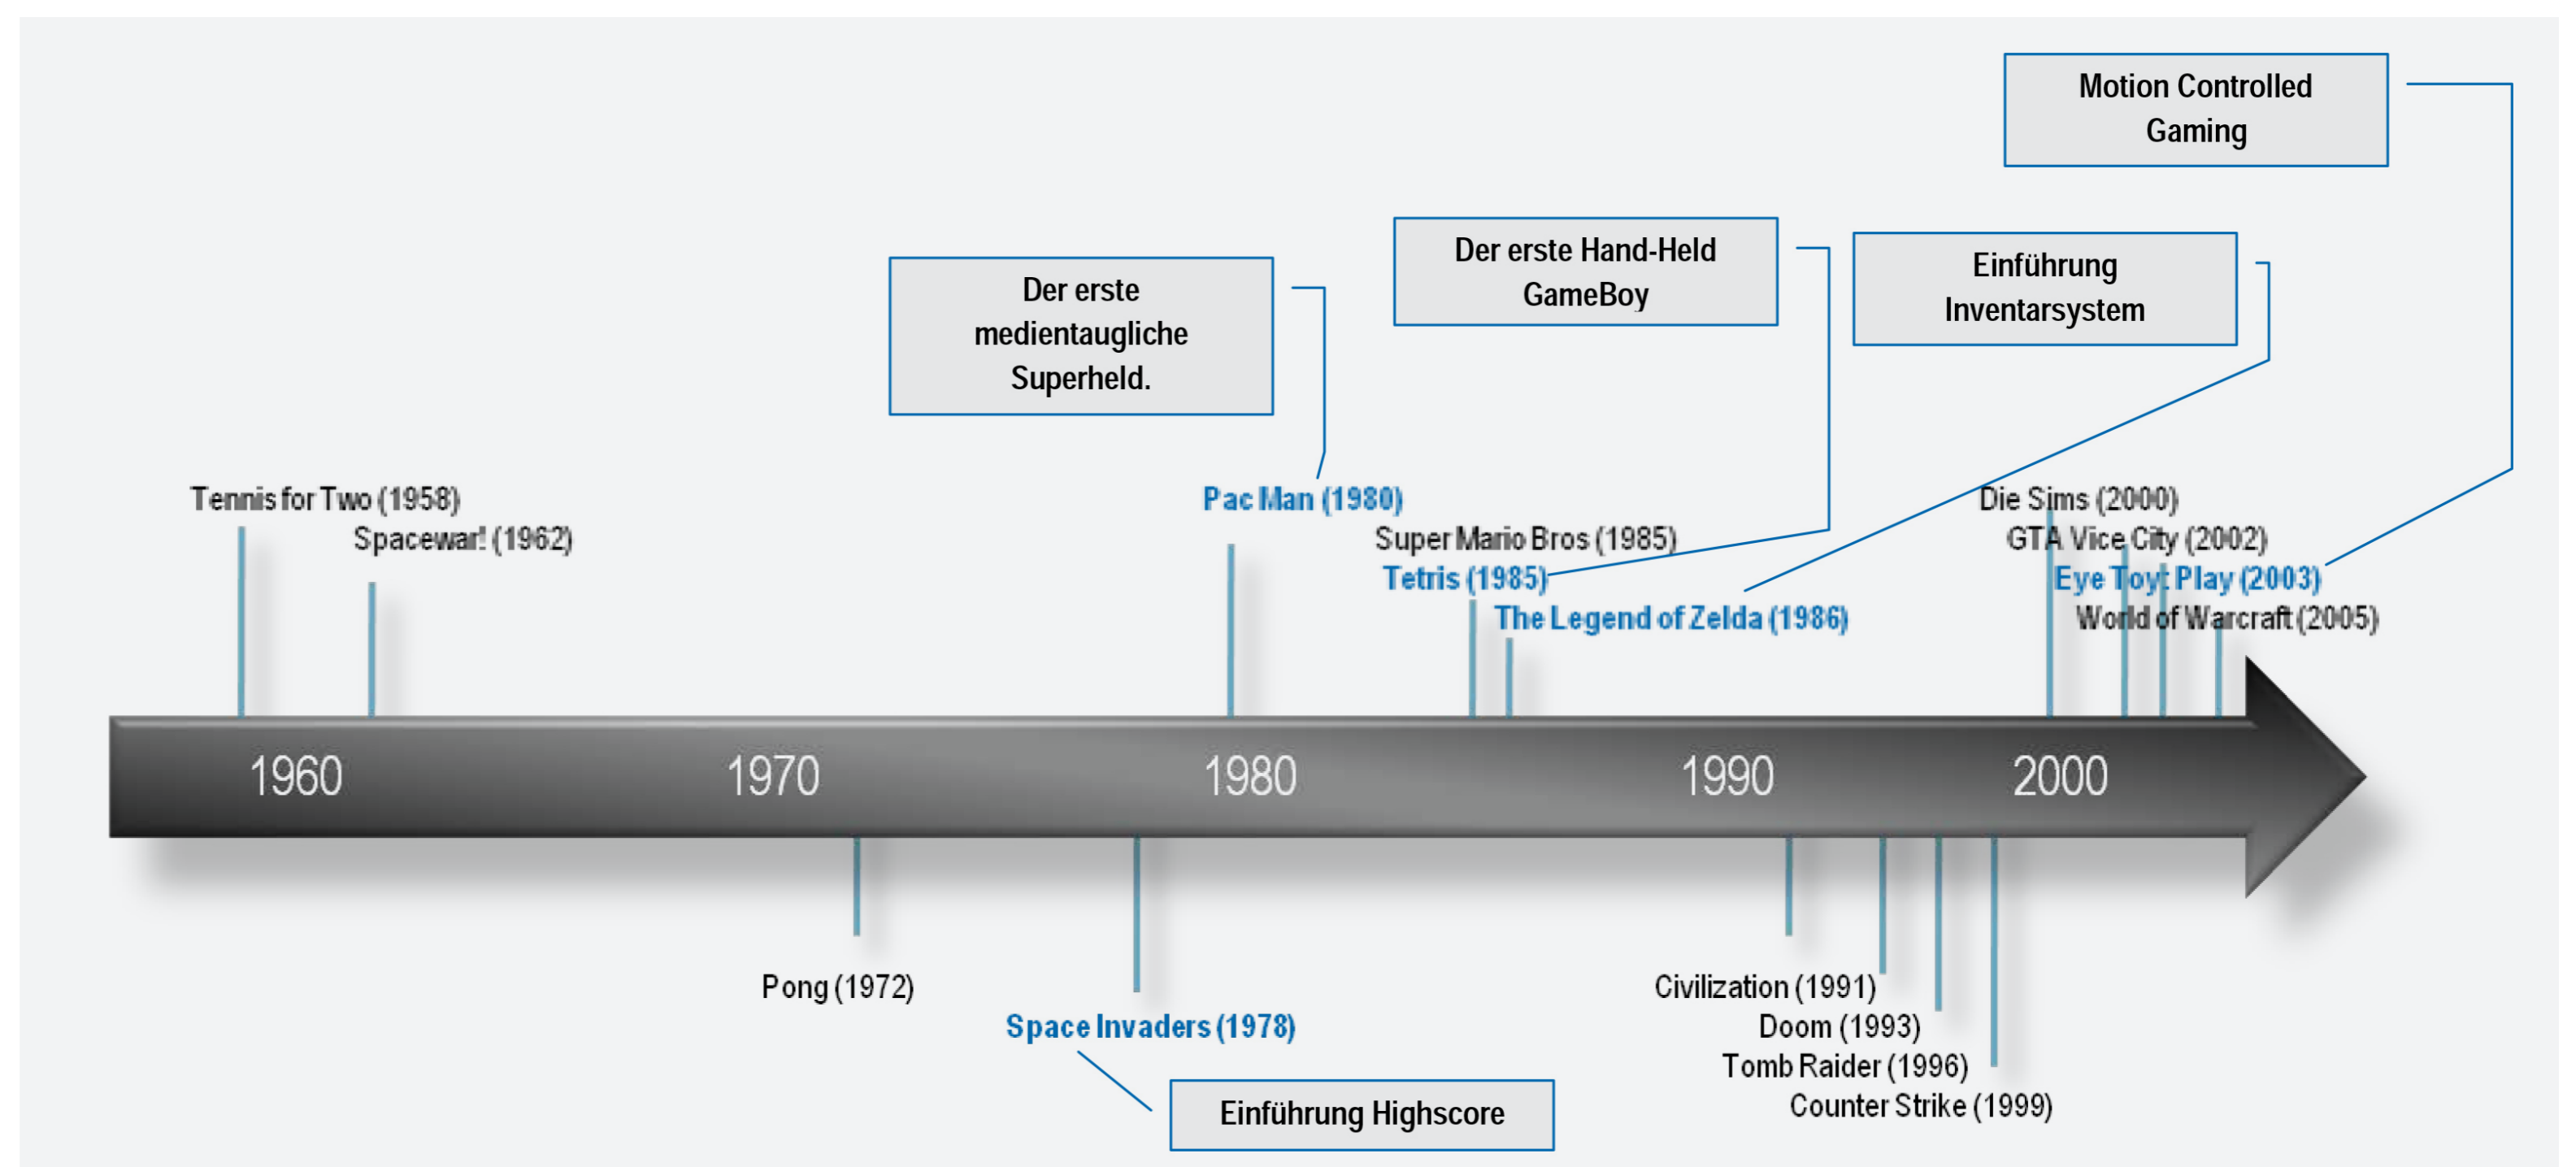 Motion Controlled
Gaming
Der erste Hand-Held
GameBoy
Einführung
Inventarsystem
Der erste
medientaugliche
Superheld.
Tennis for Two (1958)
Spacewar! (1962)
Pac Man (1980)
Super Mario Bros (1985)
Tetris (1985)
The Legend of Zelda (1986)
Die Sims (2000)
GTA Vice City (2002)
Eye Toyt Play (2003)
World of Warcraft (2005)
1960 1970 1980 1990 2000
Pong (1972)
Space Invaders (1978)
Einführung Highscore
Civilization (1991)
Doom (1993)
Tomb Raider (1996)
Counter Strike (1999)